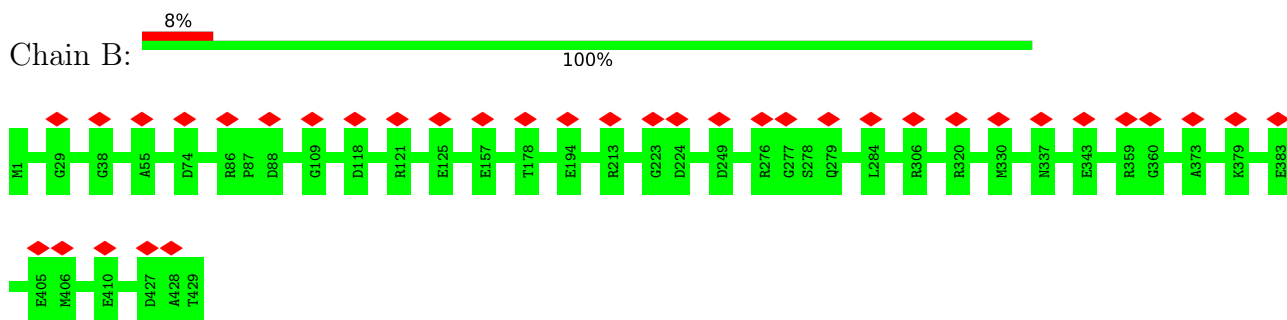 8%
Chain B:
100%
M1 G29 G38 A55 D74 R86 P87 D88 G109 D118 R121 E125 E157 T178 E194 R213 G223 D224 D249 R276 G277 S278 Q279 L284 R306 R320 M330 N337 E343 R359 G360 A373 K379 E383
E405 M406 E410 D427 A428 T429